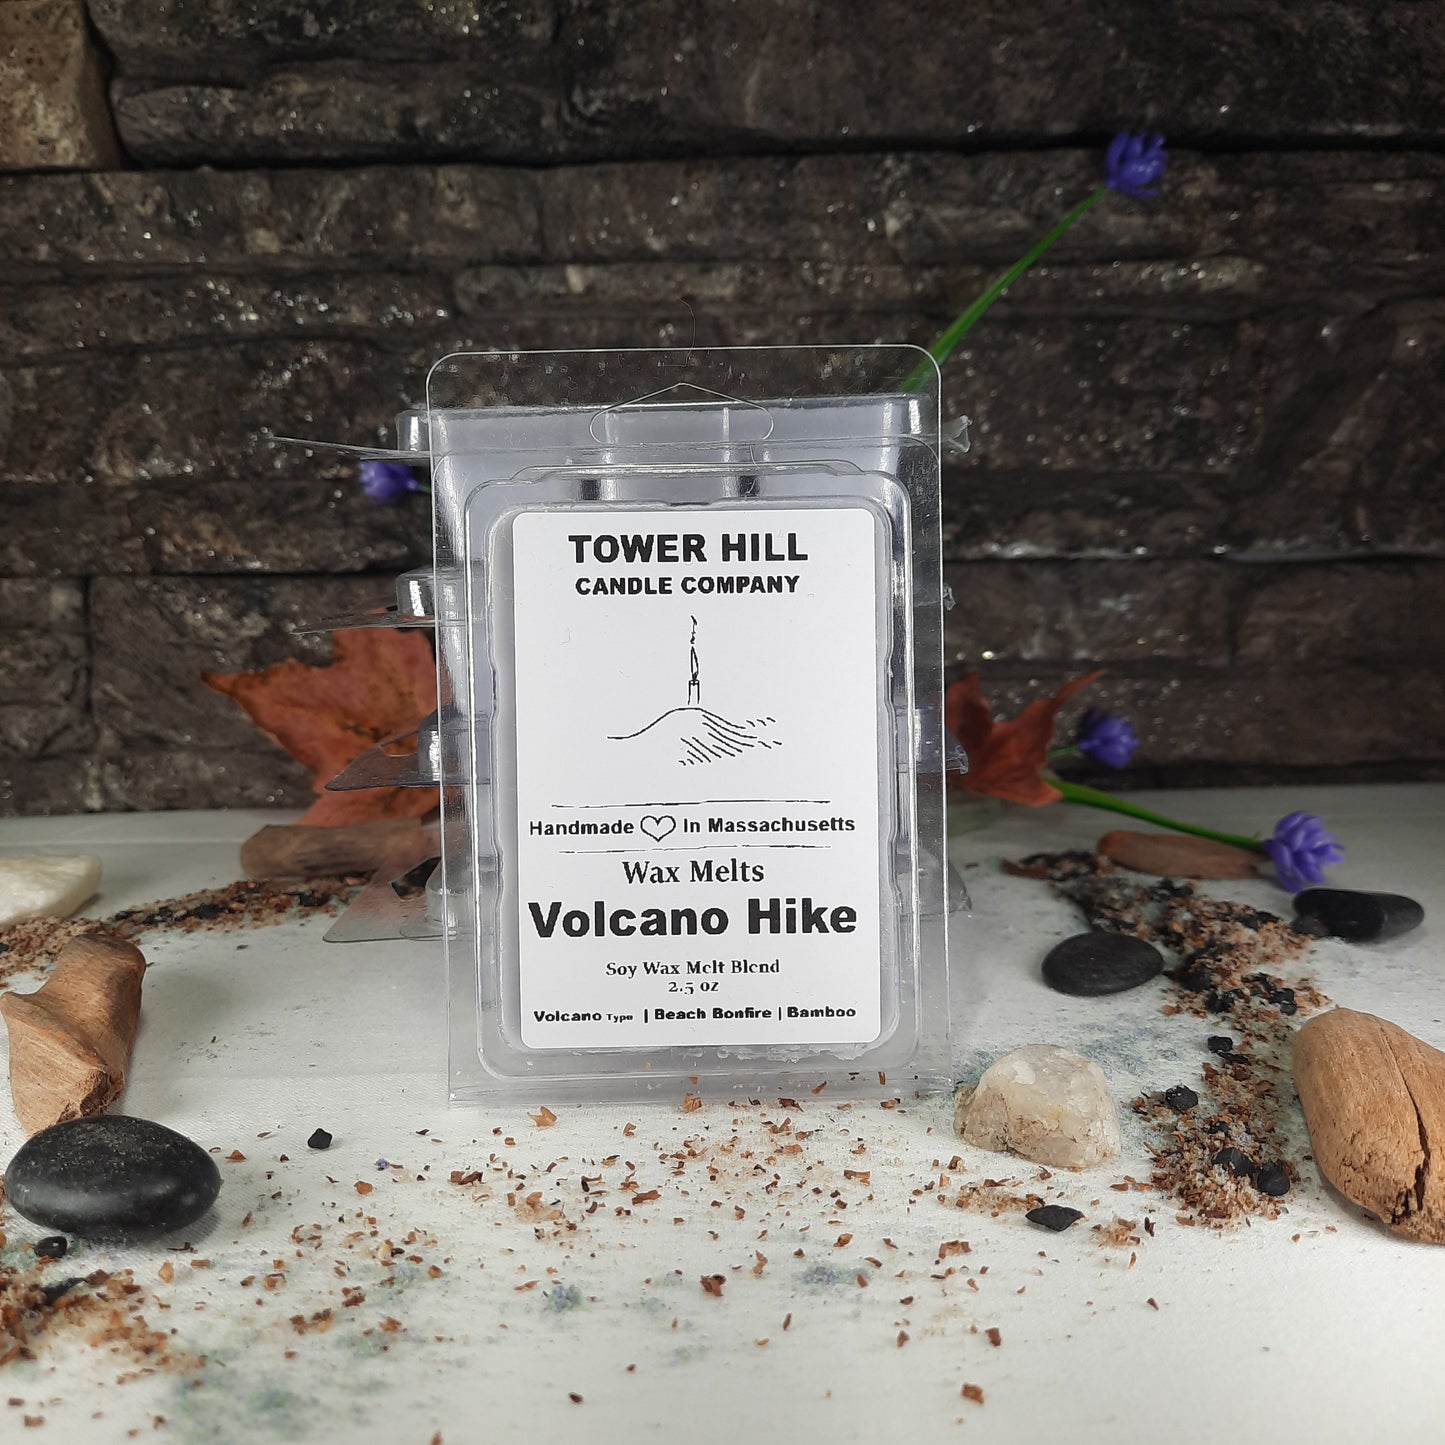 TOWER HILL
CANDLE COMPANY
Handmade In Massachusetts
Wax Melts
Volcano Hike
Soy Wax Melt Blend
2.5 oz
Volcano Type | Beach Bonfire | Bamboo